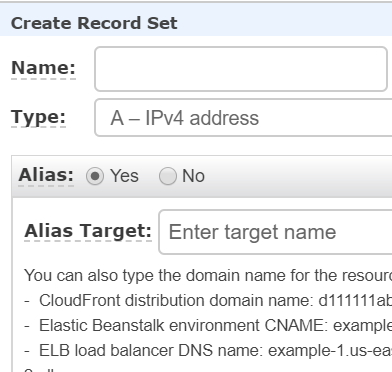 Create Record Set
Name:
Type: A – IPv4 address
Alias: Yes No
Alias Target: Enter target name
You can also type the domain name for the resourc
- CloudFront distribution domain name: d111111ab
- Elastic Beanstalk environment CNAME: example
- ELB load balancer DNS name: example-1.us-eas